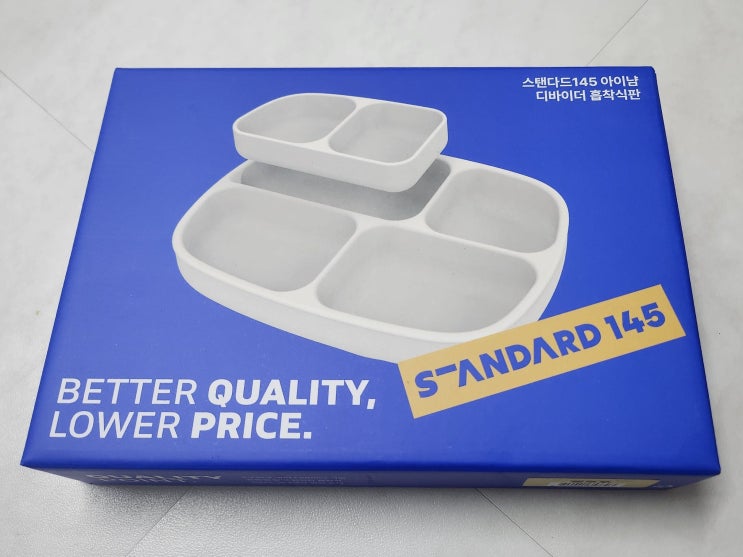 스탠다드145 아이냠
디바이더 흡착식판
STANDARD 145
BETTER QUALITY,
LOWER PRICE.
QUALITY